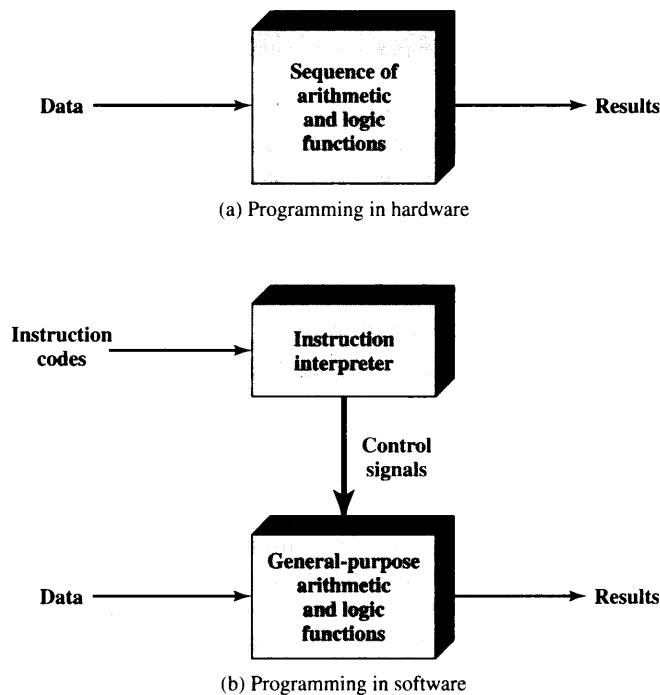 Sequence of
arithmetic
and logic
functions
Data
Results
(a) Programming in hardware
Instruction
codes
Instruction
interpreter
Control
signals
General-purpose
arithmetic
and logic
functions
Data
Results
(b) Programming in software